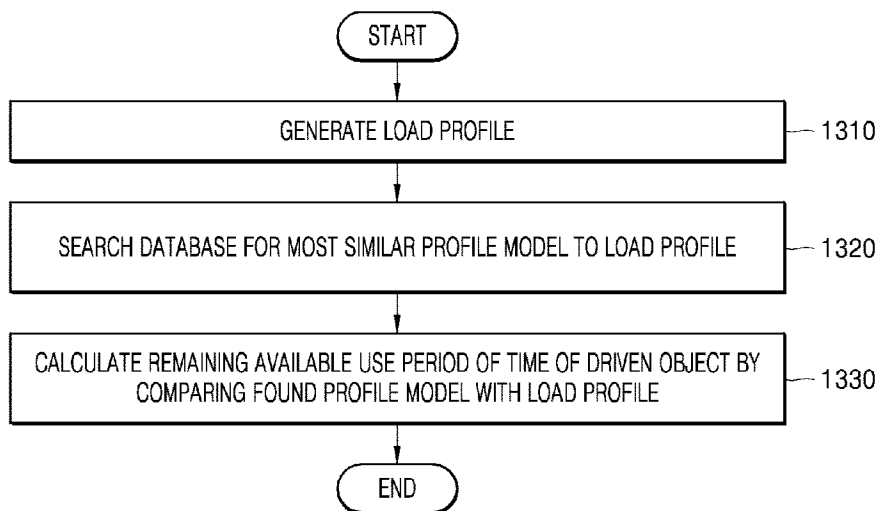 START
GENERATE LOAD PROFILE
1310
SEARCH DATABASE FOR MOST SIMILAR PROFILE MODEL TO LOAD PROFILE
1320
CALCULATE REMAINING AVAILABLE USE PERIOD OF TIME OF DRIVEN OBJECT BY
COMPARING FOUND PROFILE MODEL WITH LOAD PROFILE
1330
END